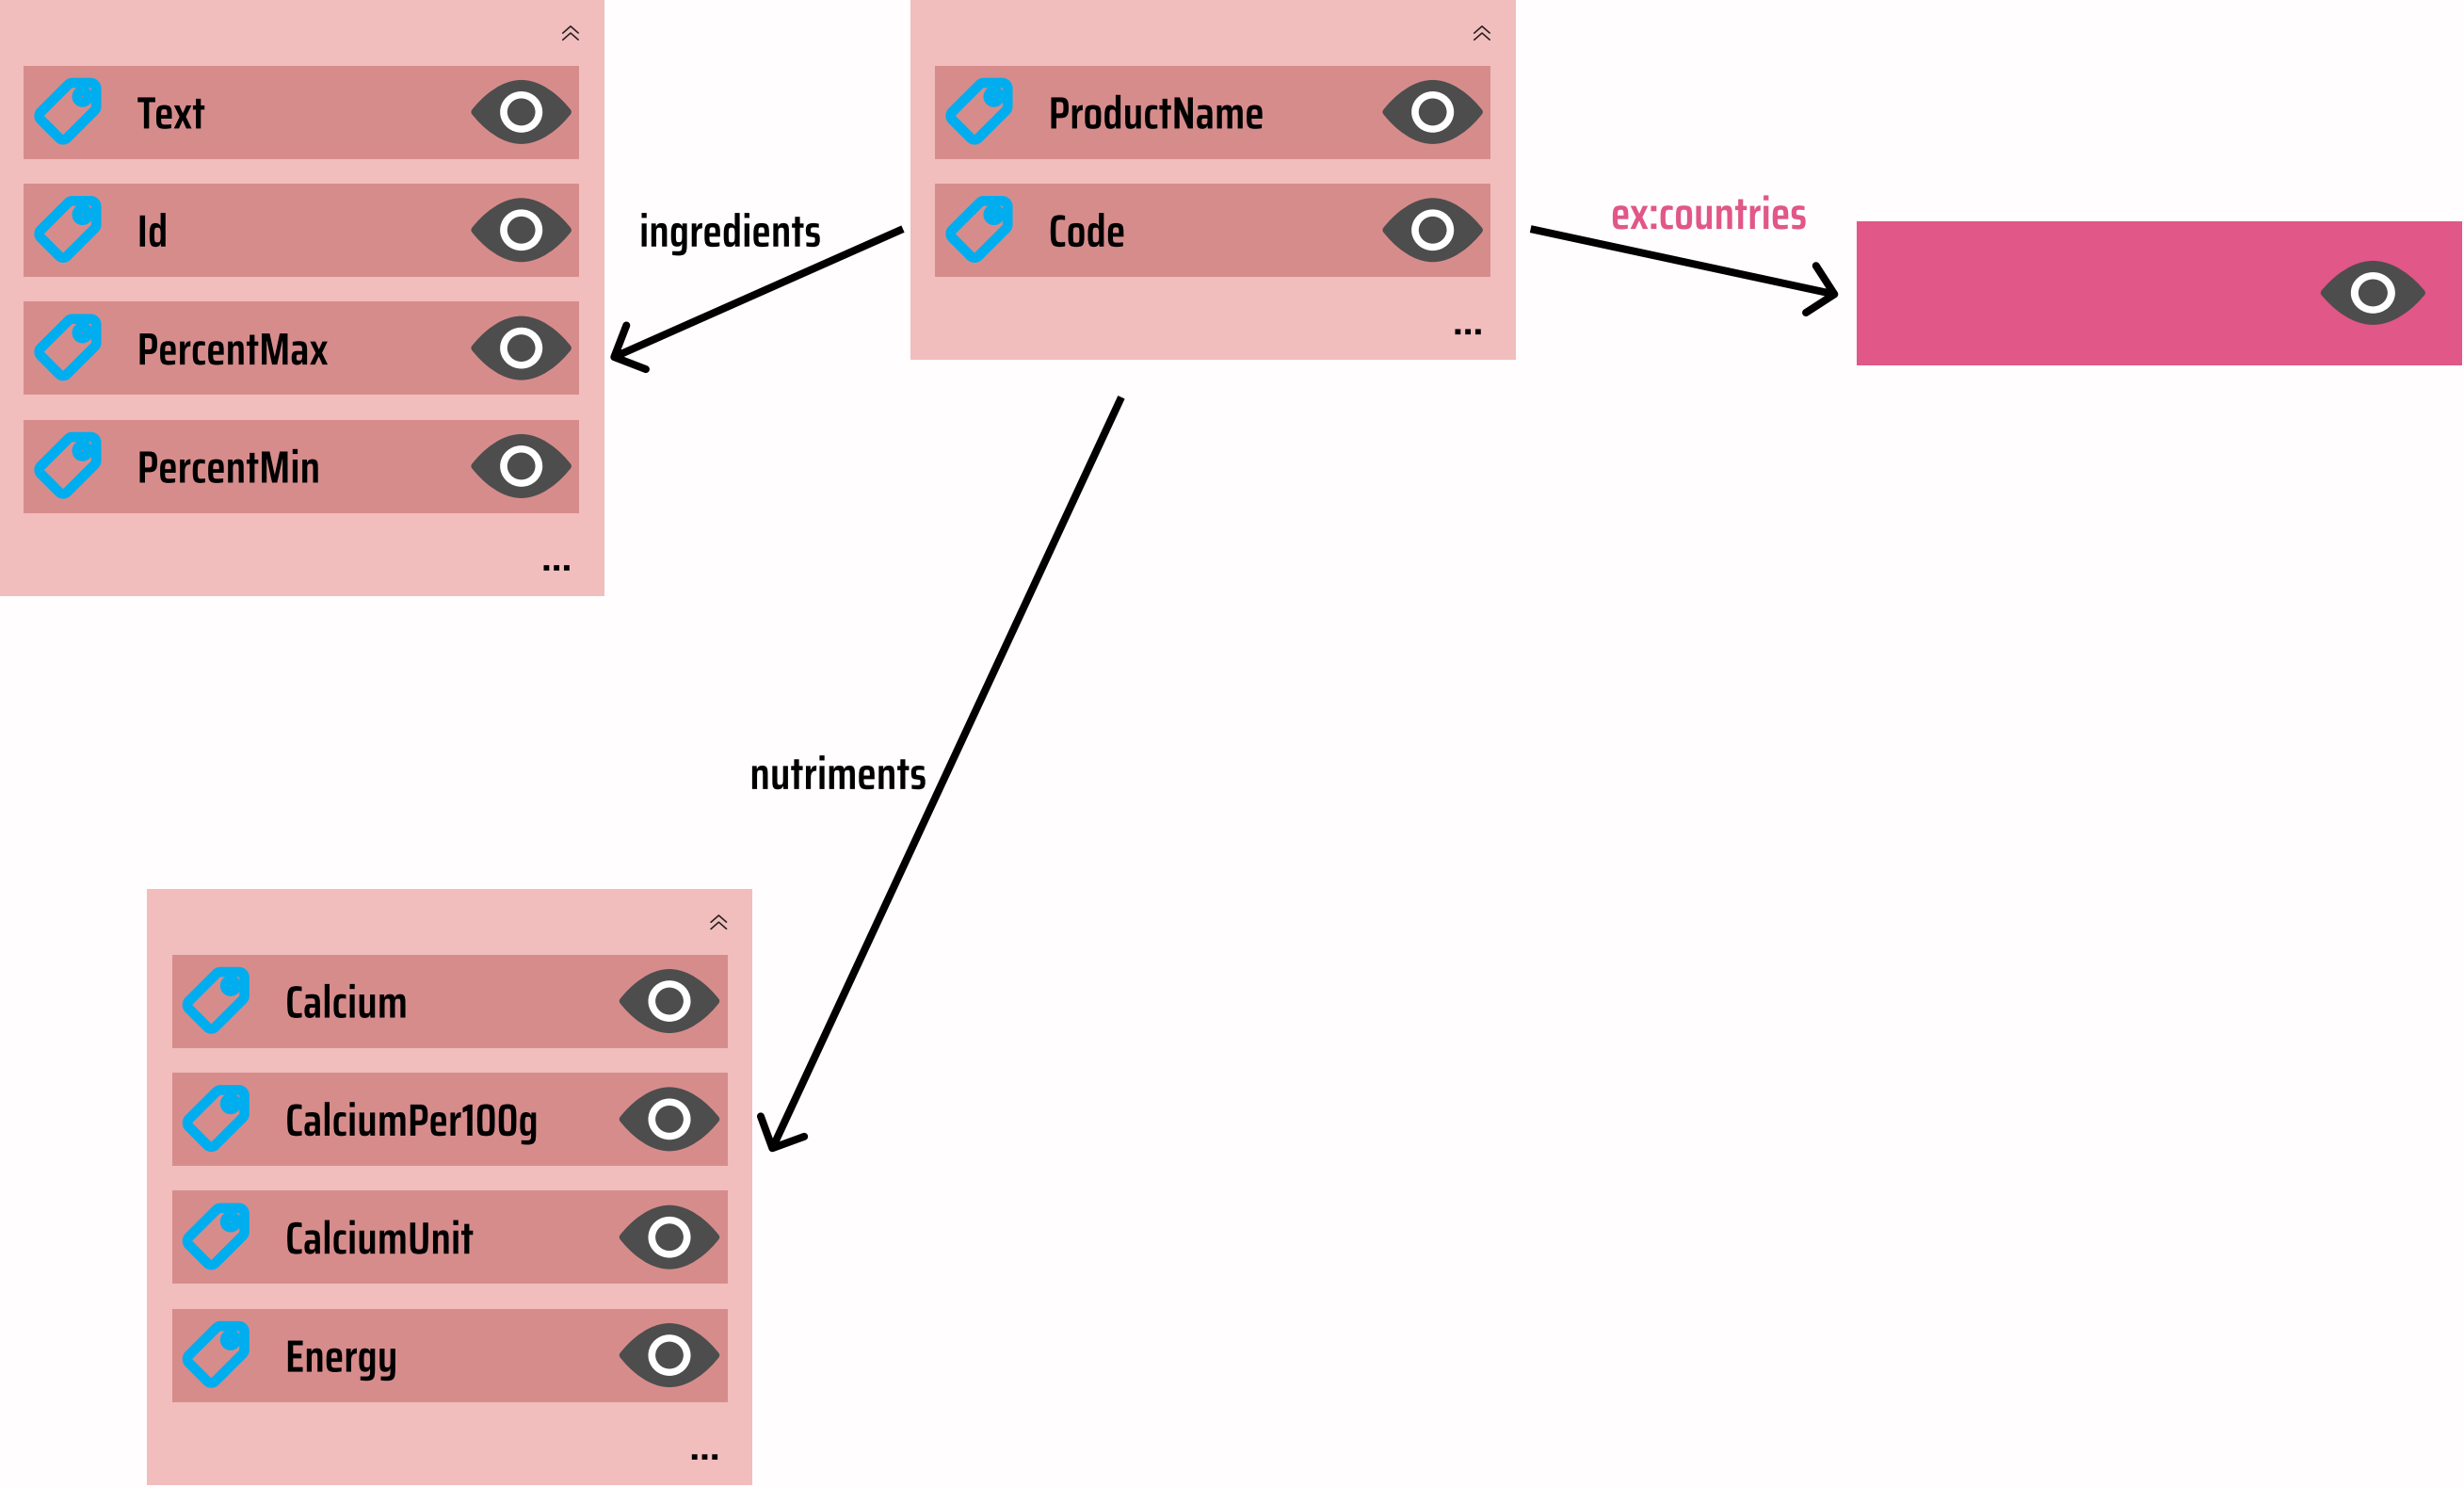 Text
Id
PercentMax
PercentMin
...
ingredients
ProductName
Code
...
ex:countries
nutriments
Calcium
CalciumPer100g
CalciumUnit
Energy
...